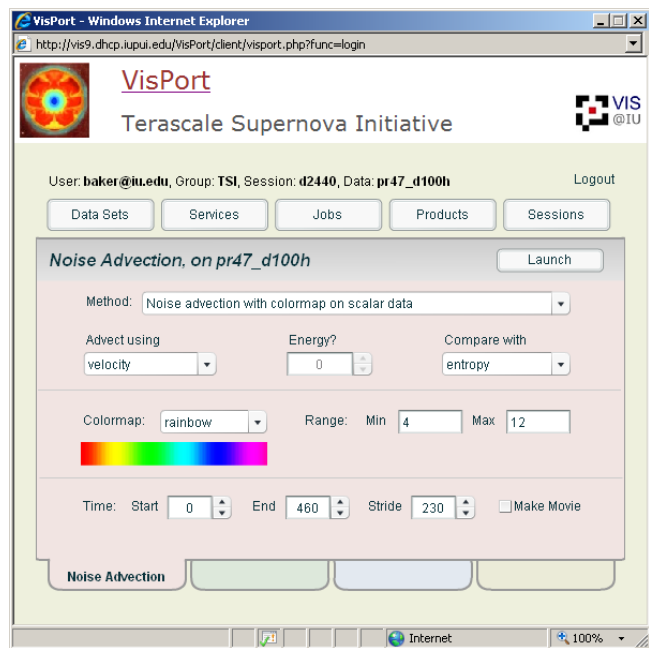 VisPort - Windows Internet Explorer
http://vis9.dhcp.iupui.edu/VisPort/client/visport.php?func=login
VisPort
Terascale Supernova Initiative
VIS
@IU
User: baker@iu.edu, Group: TSI, Session: d2440, Data: pr47_d100h Logout
Data Sets Services Jobs Products Sessions
Noise Advection, on pr47_d100h Launch
Method: Noise advection with colormap on scalar data
Advect using Energy? Compare with
velocity 0 entropy
Colormap: rainbow Range: Min 4 Max 12
Time: Start 0 End 460 Stride 230 Make Movie
Noise Advection
Internet 100%